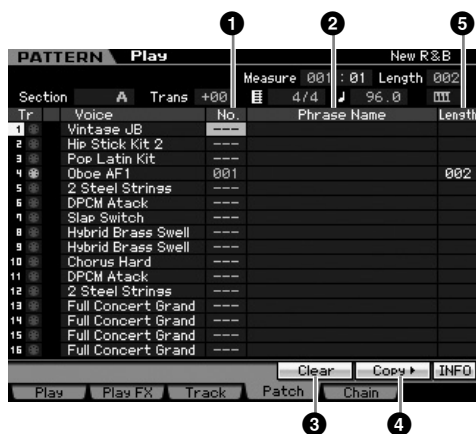 1 2 5
PATTERN Play New R&B
Measure 001 : 01 Length 002
Section A Trans +00 4/4 ♩ 96.0
Tr Voice No. Phrase Name Length
1 Vintage JB ---
2 Hip Stick Kit 2 ---
3 Pop Latin Kit ---
4 Oboe AF1 001 002
5 2 Steel Strings ---
6 DPCM Atack ---
7 Slap Switch ---
8 Hybrid Brass Swell ---
9 Hybrid Brass Swell ---
10 Chorus Hard ---
11 DPCM Atack ---
12 2 Steel Strings ---
13 Full Concert Grand ---
14 Full Concert Grand ---
15 Full Concert Grand ---
16 Full Concert Grand ---
Clear Copy INFO
Play Play FX Track Patch Chain
3 4